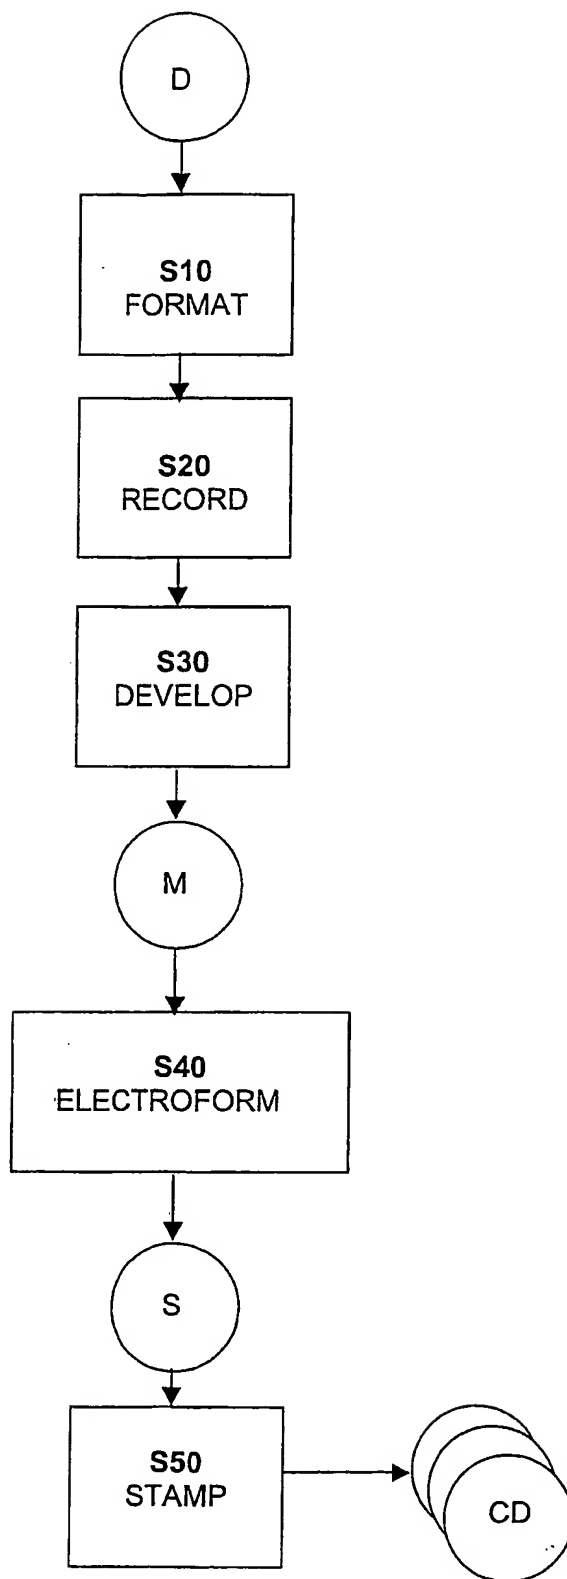 D
S10
FORMAT
S20
RECORD
S30
DEVELOP
M
S40
ELECTROFORM
S
S50
STAMP
CD